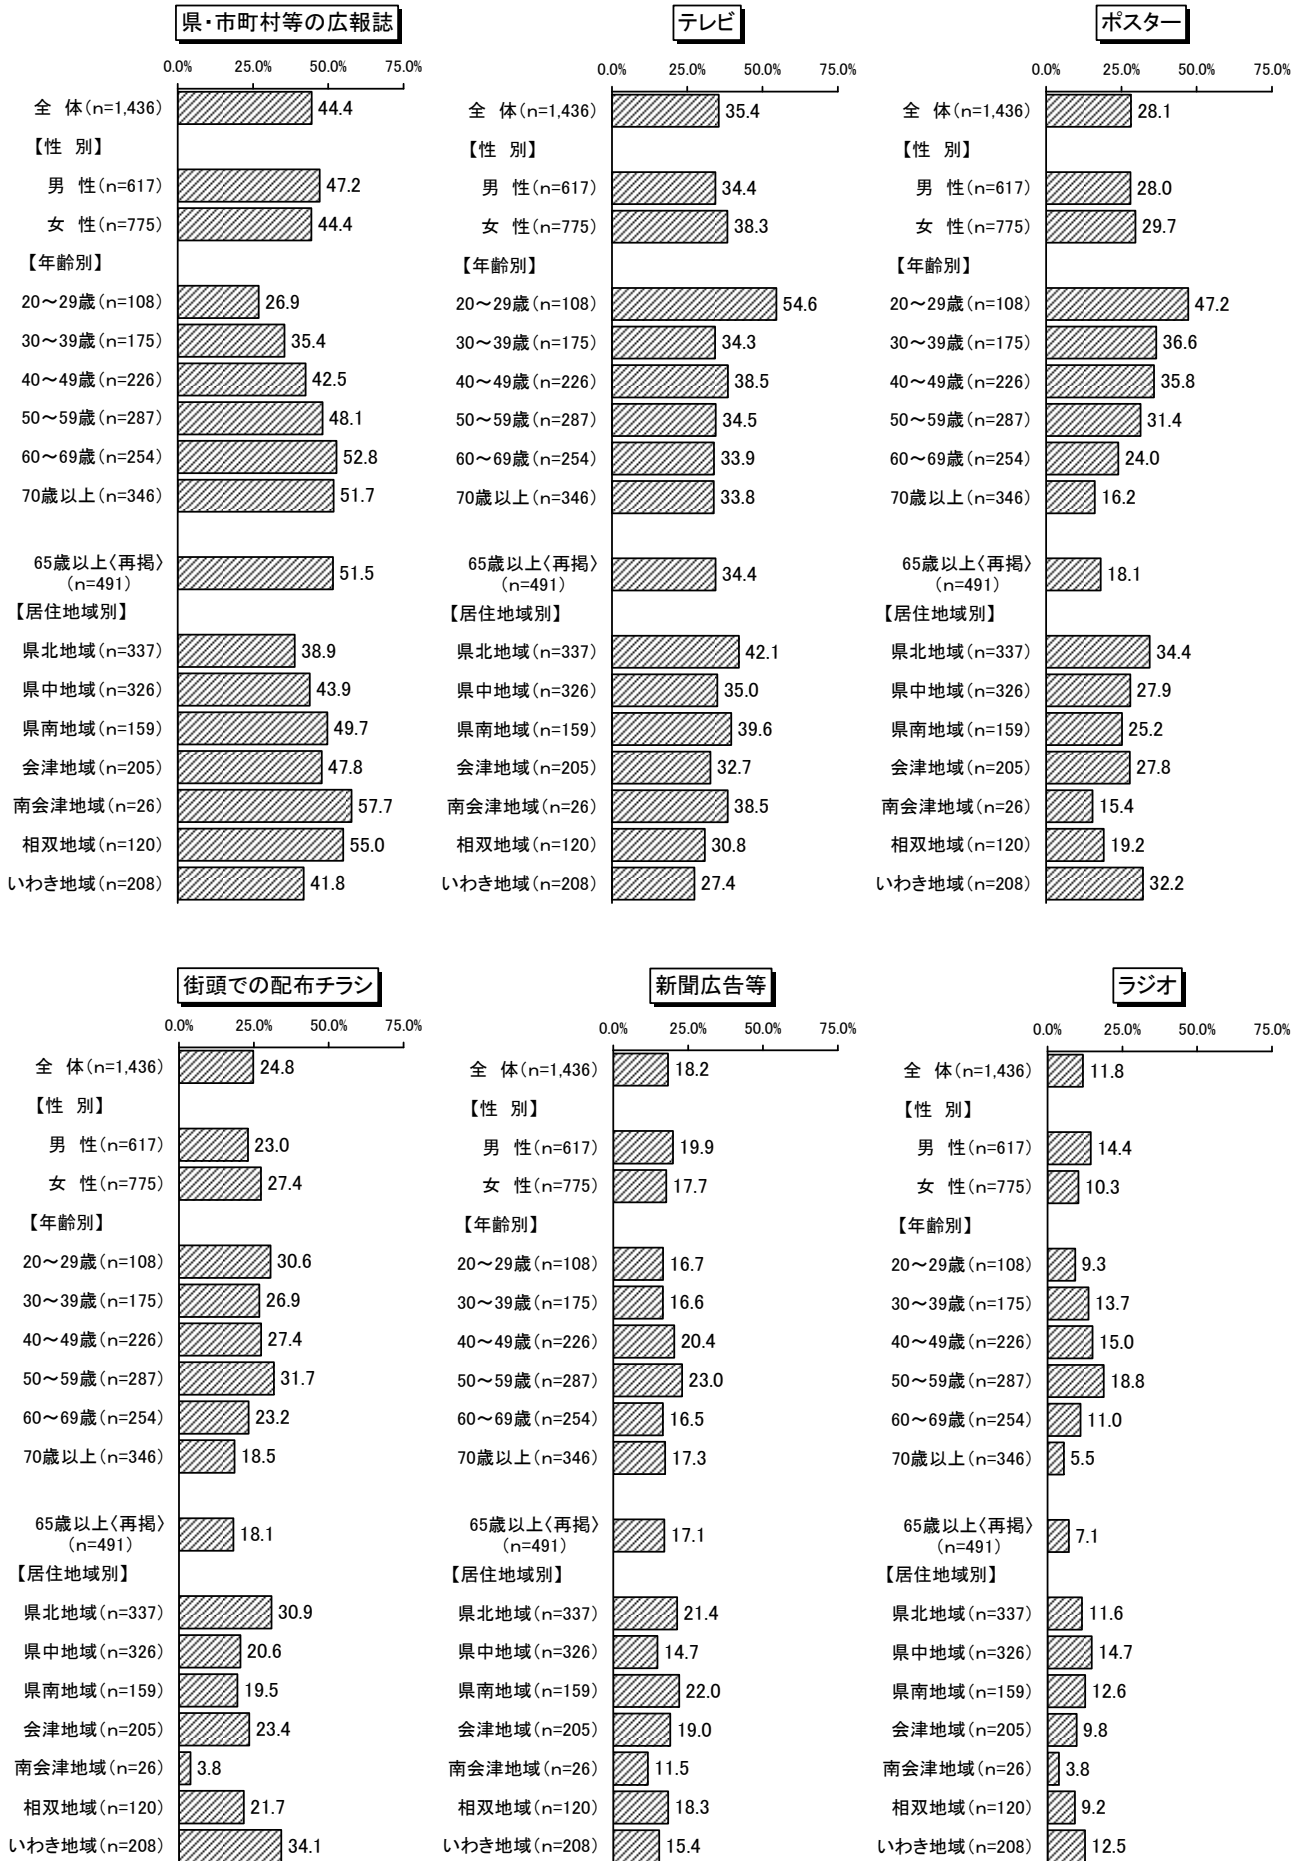 県・市町村等の広報誌
0.0% 25.0% 50.0% 75.0%
全 体(n=1,436) 44.4
【性 別】
男 性(n=617) 47.2
女 性(n=775) 44.4
【年齢別】
20～29歳(n=108) 26.9
30～39歳(n=175) 35.4
40～49歳(n=226) 42.5
50～59歳(n=287) 48.1
60～69歳(n=254) 52.8
70歳以上(n=346) 51.7
65歳以上〈再掲〉
(n=491) 51.5
【居住地域別】
県北地域(n=337) 38.9
県中地域(n=326) 43.9
県南地域(n=159) 49.7
会津地域(n=205) 47.8
南会津地域(n=26) 57.7
相双地域(n=120) 55.0
いわき地域(n=208) 41.8
テレビ
0.0% 25.0% 50.0% 75.0%
全 体(n=1,436) 35.4
【性 別】
男 性(n=617) 34.4
女 性(n=775) 38.3
【年齢別】
20～29歳(n=108) 54.6
30～39歳(n=175) 34.3
40～49歳(n=226) 38.5
50～59歳(n=287) 34.5
60～69歳(n=254) 33.9
70歳以上(n=346) 33.8
65歳以上〈再掲〉
(n=491) 34.4
【居住地域別】
県北地域(n=337) 42.1
県中地域(n=326) 35.0
県南地域(n=159) 39.6
会津地域(n=205) 32.7
南会津地域(n=26) 38.5
相双地域(n=120) 30.8
いわき地域(n=208) 27.4
ポスター
0.0% 25.0% 50.0% 75.0%
全 体(n=1,436) 28.1
【性 別】
男 性(n=617) 28.0
女 性(n=775) 29.7
【年齢別】
20～29歳(n=108) 47.2
30～39歳(n=175) 36.6
40～49歳(n=226) 35.8
50～59歳(n=287) 31.4
60～69歳(n=254) 24.0
70歳以上(n=346) 16.2
65歳以上〈再掲〉
(n=491) 18.1
【居住地域別】
県北地域(n=337) 34.4
県中地域(n=326) 27.9
県南地域(n=159) 25.2
会津地域(n=205) 27.8
南会津地域(n=26) 15.4
相双地域(n=120) 19.2
いわき地域(n=208) 32.2
街頭での配布チラシ
0.0% 25.0% 50.0% 75.0%
全 体(n=1,436) 24.8
【性 別】
男 性(n=617) 23.0
女 性(n=775) 27.4
【年齢別】
20～29歳(n=108) 30.6
30～39歳(n=175) 26.9
40～49歳(n=226) 27.4
50～59歳(n=287) 31.7
60～69歳(n=254) 23.2
70歳以上(n=346) 18.5
65歳以上〈再掲〉
(n=491) 18.1
【居住地域別】
県北地域(n=337) 30.9
県中地域(n=326) 20.6
県南地域(n=159) 19.5
会津地域(n=205) 23.4
南会津地域(n=26) 3.8
相双地域(n=120) 21.7
いわき地域(n=208) 34.1
新聞広告等
0.0% 25.0% 50.0% 75.0%
全 体(n=1,436) 18.2
【性 別】
男 性(n=617) 19.9
女 性(n=775) 17.7
【年齢別】
20～29歳(n=108) 16.7
30～39歳(n=175) 16.6
40～49歳(n=226) 20.4
50～59歳(n=287) 23.0
60～69歳(n=254) 16.5
70歳以上(n=346) 17.3
65歳以上〈再掲〉
(n=491) 17.1
【居住地域別】
県北地域(n=337) 21.4
県中地域(n=326) 14.7
県南地域(n=159) 22.0
会津地域(n=205) 19.0
南会津地域(n=26) 11.5
相双地域(n=120) 18.3
いわき地域(n=208) 15.4
ラジオ
0.0% 25.0% 50.0% 75.0%
全 体(n=1,436) 11.8
【性 別】
男 性(n=617) 14.4
女 性(n=775) 10.3
【年齢別】
20～29歳(n=108) 9.3
30～39歳(n=175) 13.7
40～49歳(n=226) 15.0
50～59歳(n=287) 18.8
60～69歳(n=254) 11.0
70歳以上(n=346) 5.5
65歳以上〈再掲〉
(n=491) 7.1
【居住地域別】
県北地域(n=337) 11.6
県中地域(n=326) 14.7
県南地域(n=159) 12.6
会津地域(n=205) 9.8
南会津地域(n=26) 3.8
相双地域(n=120) 9.2
いわき地域(n=208) 12.5